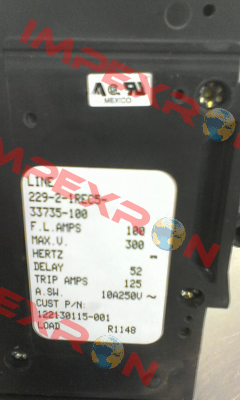 MEXICO
LINE
229-2-1REC5-
33735-100
F.L.AMPS 100
MAX.V. 300
HERTZ
DELAY 52
TRIP AMPS 125
A.SW. 10A250V ~
CUST P/N:
122130115-001
LOAD R1148
IMPEXRON